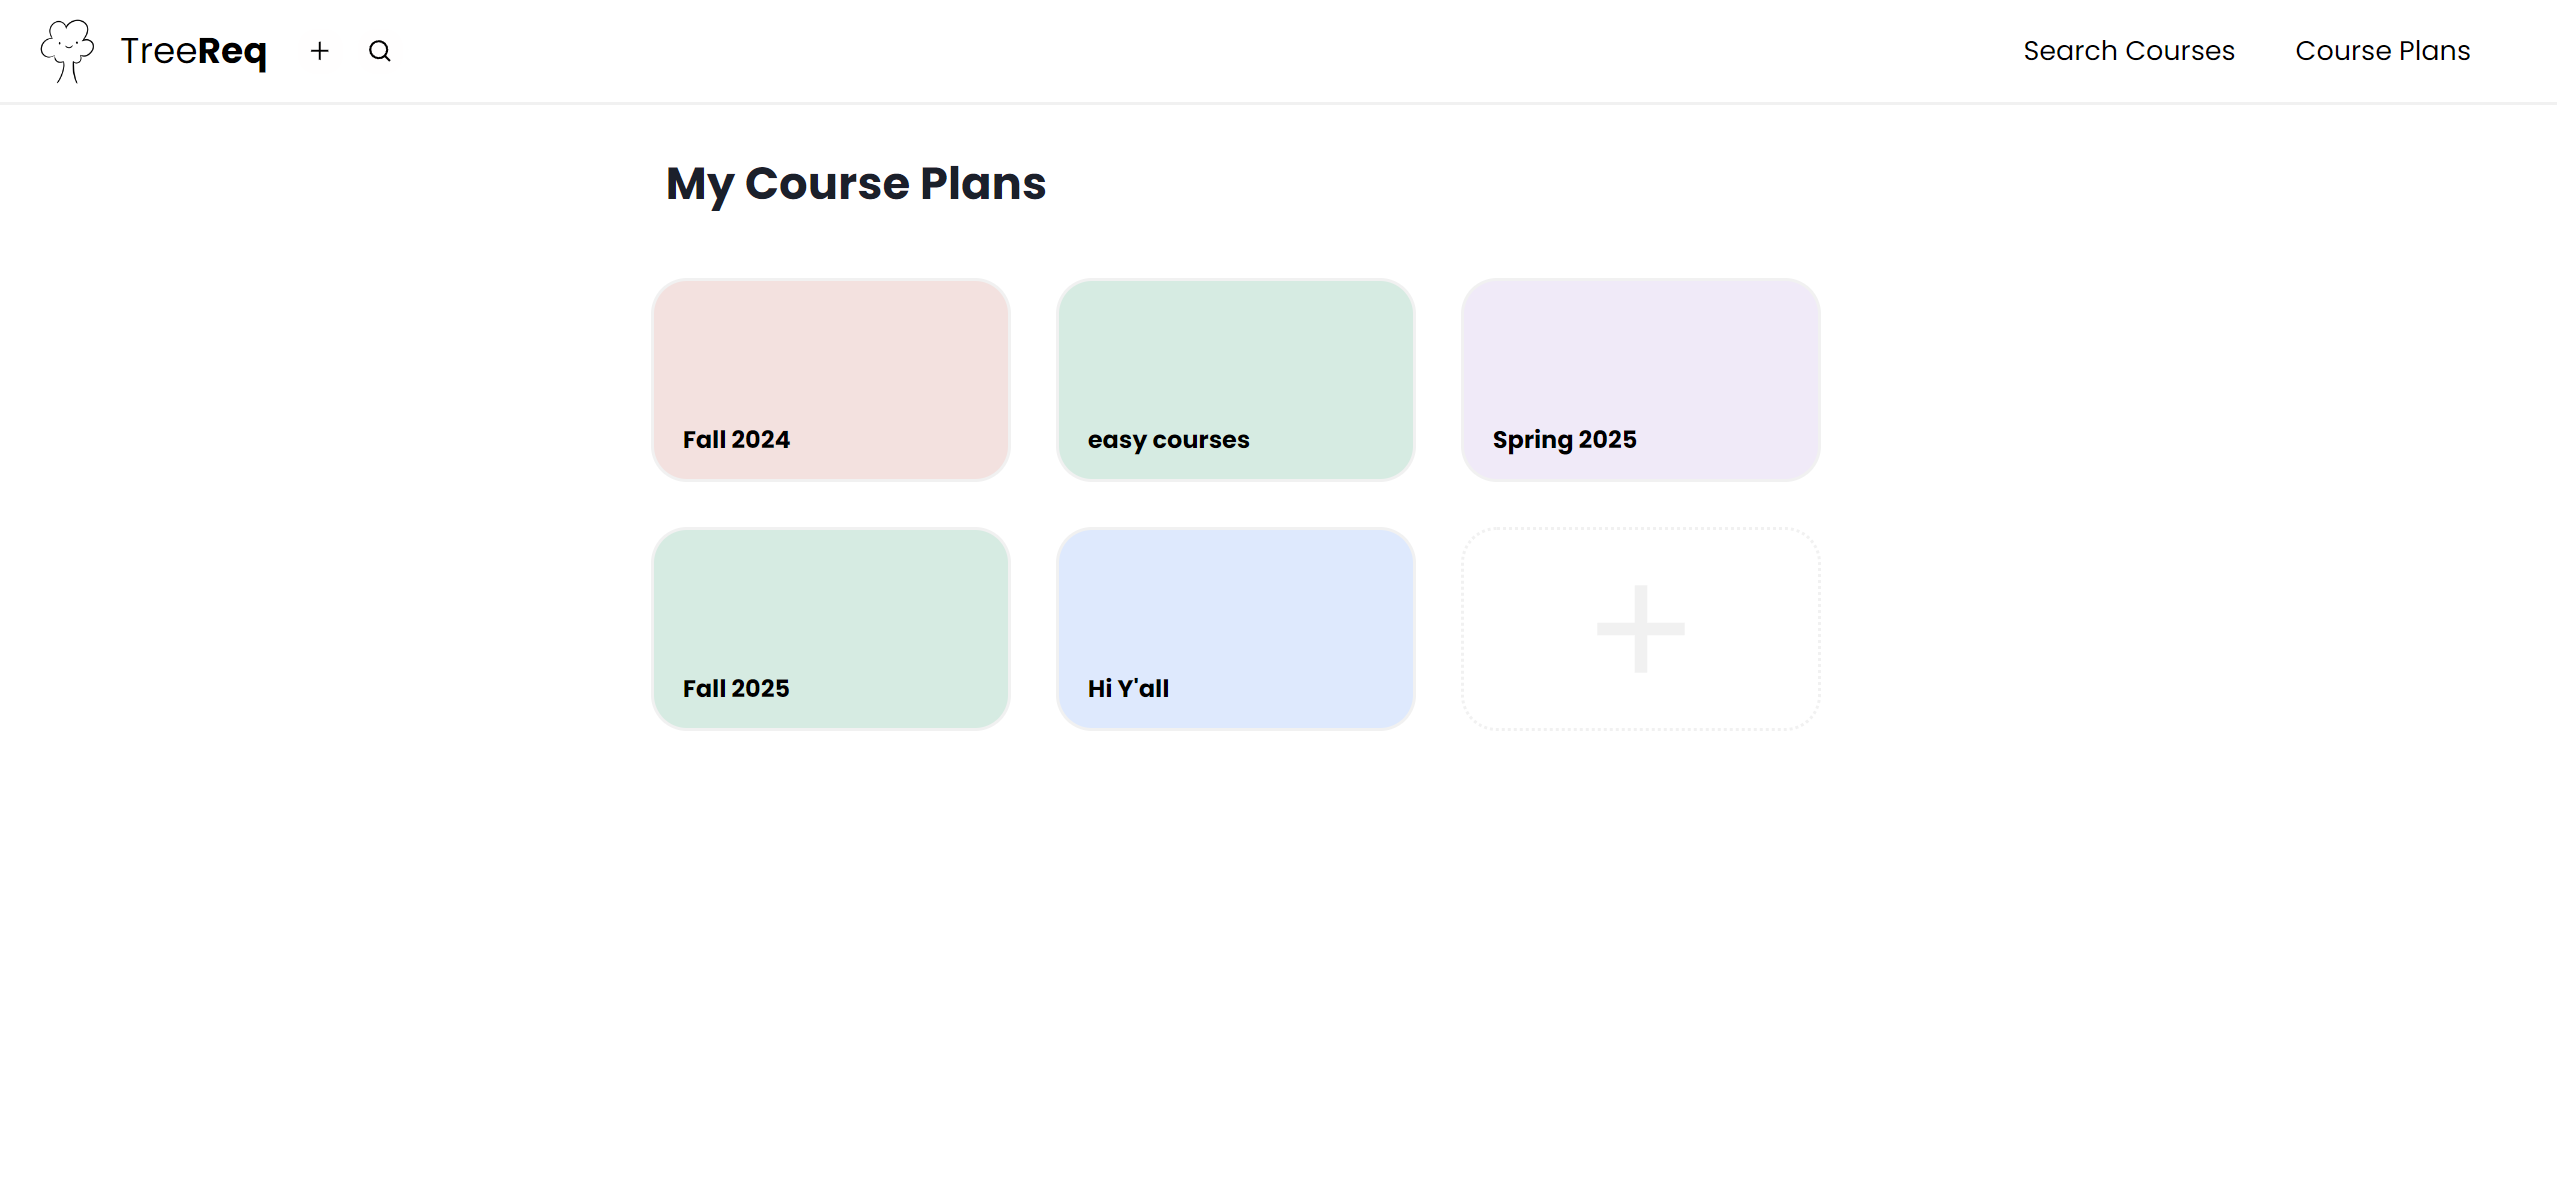 TreeReq
Search Courses
Course Plans
My Course Plans
Fall 2024
easy courses
Spring 2025
Fall 2025
Hi Y'all